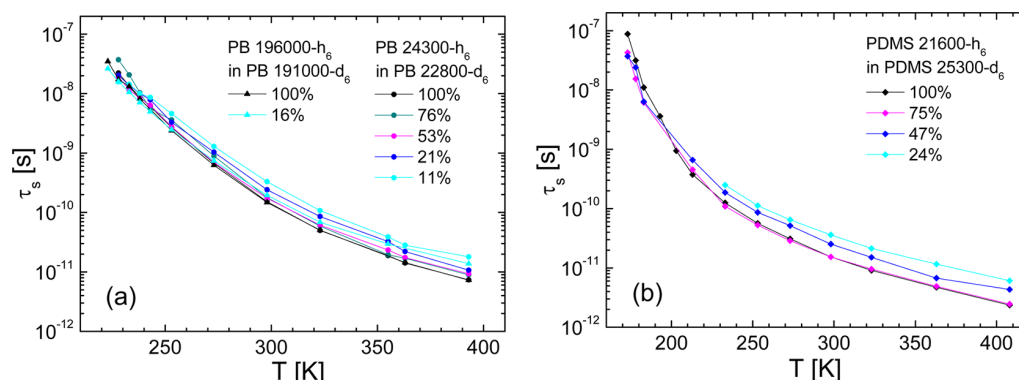 10⁻⁷
10⁻⁸
10⁻⁹
10⁻¹⁰
10⁻¹¹
10⁻¹²
τₛ [s]
PB 196000-h₆
in PB 191000-d₆
100%
16%
PB 24300-h₆
in PB 22800-d₆
100%
76%
53%
21%
11%
(a)
250 300 350 400
T [K]
10⁻⁷
10⁻⁸
10⁻⁹
10⁻¹⁰
10⁻¹¹
10⁻¹²
τₛ [s]
PDMS 21600-h₆
in PDMS 25300-d₆
100%
75%
47%
24%
(b)
200 250 300 350 400
T [K]